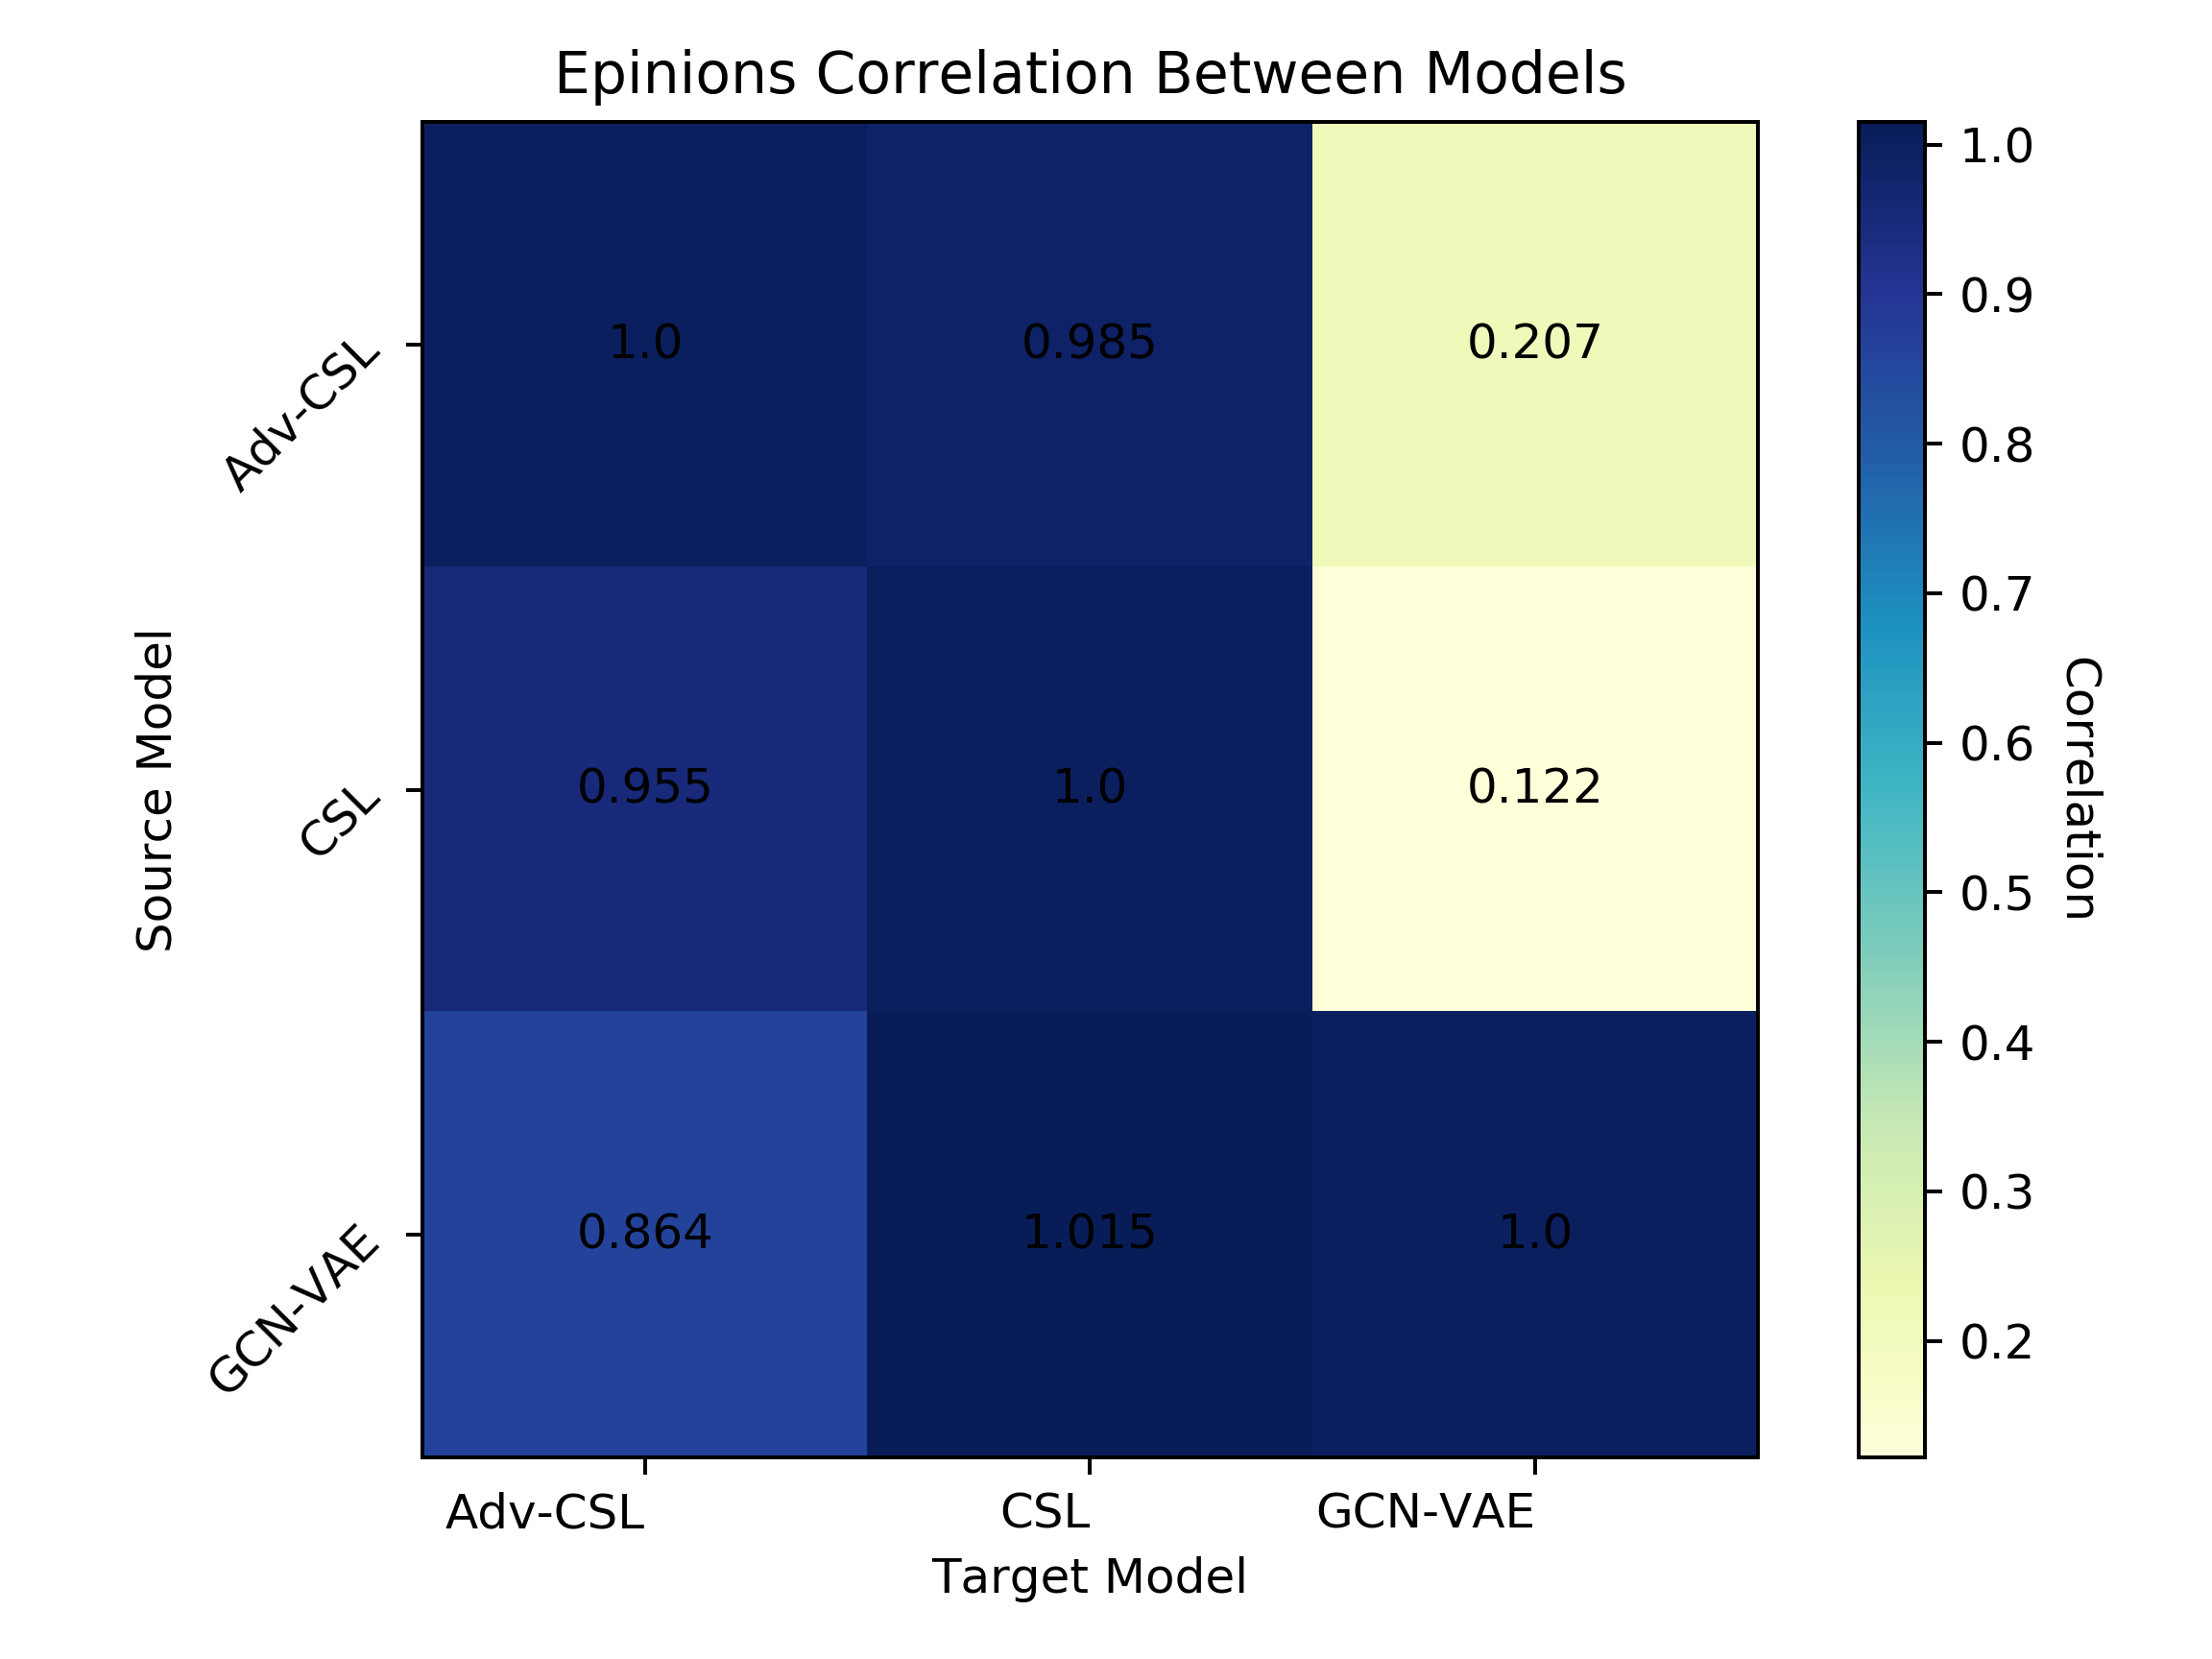 Epinions Correlation Between Models
Source Model
Adv-CSL
1.0 0.985 0.207
CSL
0.955 1.0 0.122
GCN-VAE
0.864 1.015 1.0
Adv-CSL CSL GCN-VAE
Target Model
1.0
0.9
0.8
0.7
0.6
0.5
0.4
0.3
0.2
Correlation